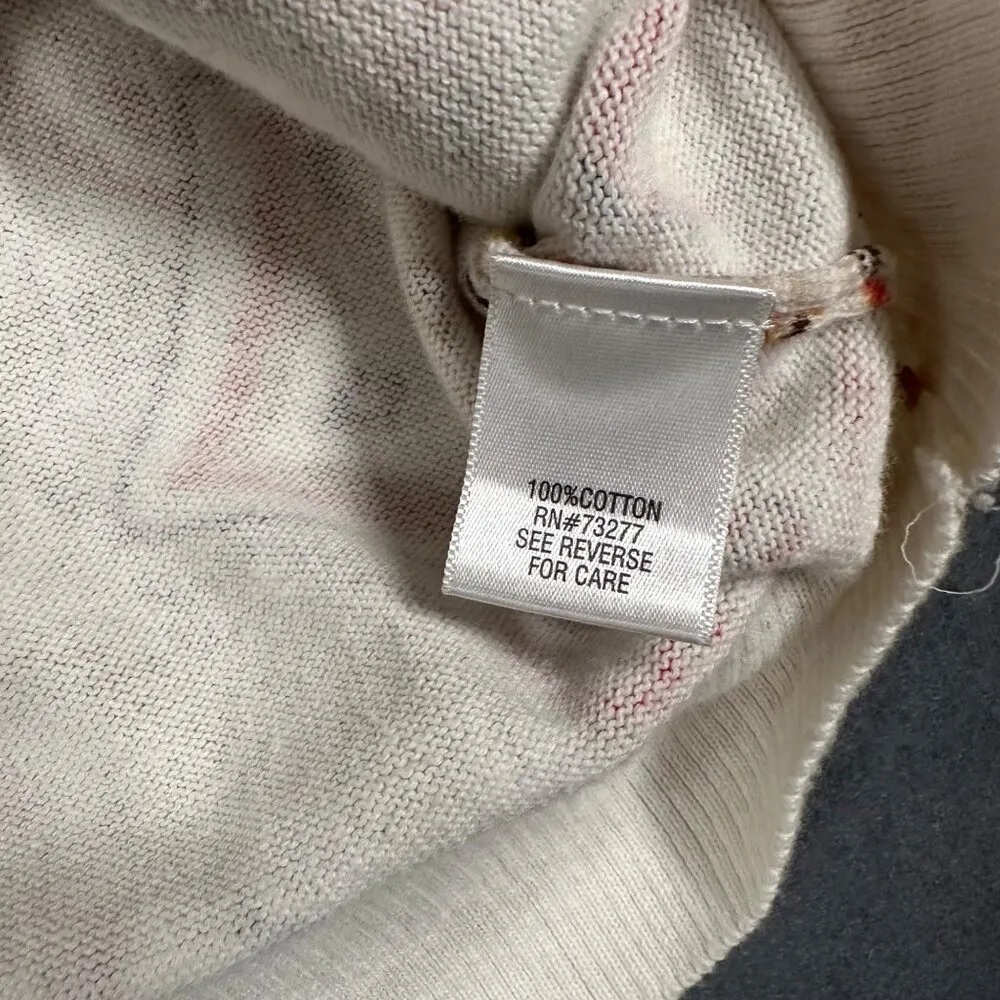 100%COTTON
RN#73277
SEE REVERSE
FOR CARE